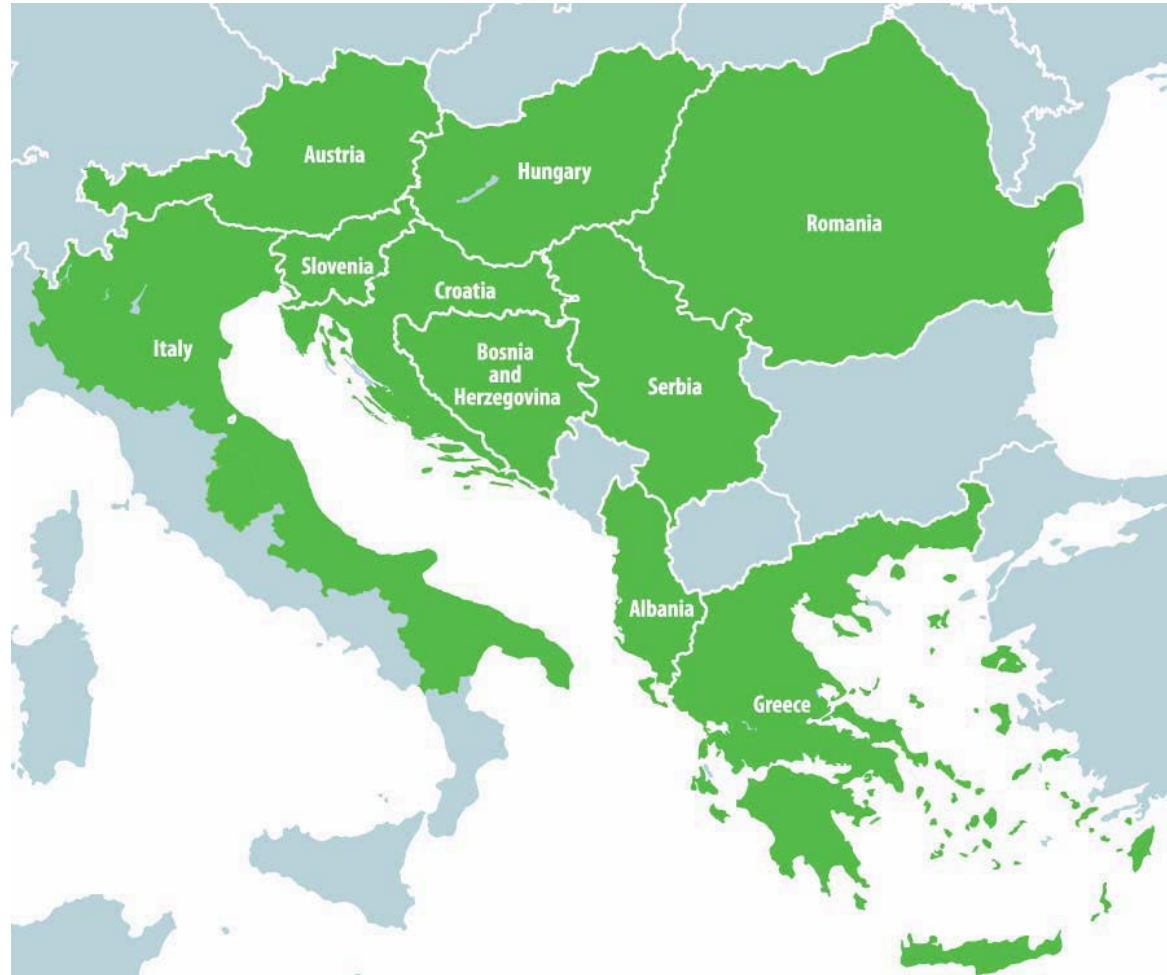 Austria
Hungary
Romania
Slovenia
Croatia
Italy
Bosnia
and
Herzegovina
Serbia
Albania
Greece